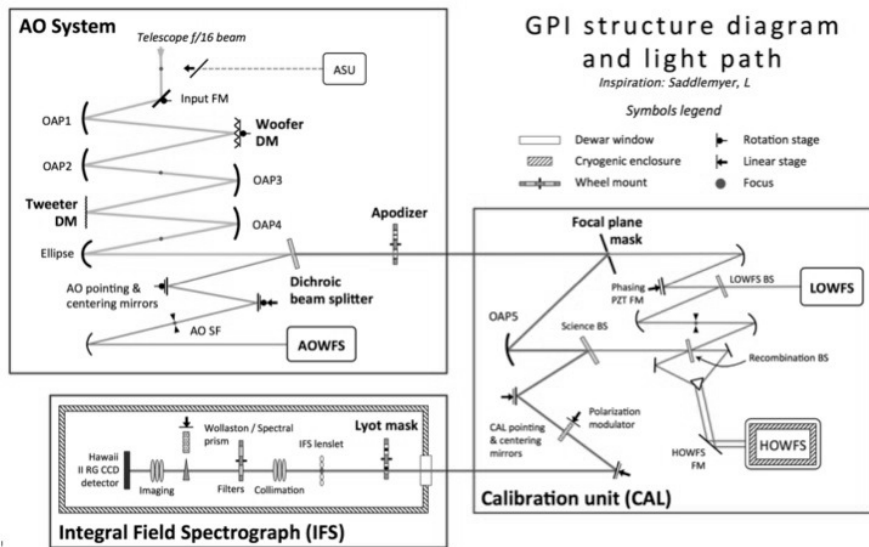 AO System
Telescope f/16 beam
ASU
Input FM
OAP1
Woofer
DM
OAP2
OAP3
Tweeter
DM
OAP4
Ellipse
Apodizer
AO pointing &
centering mirrors
Dichroic
beam splitter
AO SF
AOWFS
GPI structure diagram
and light path
Inspiration: Saddlemyer, L
Symbols legend
Dewar window
Rotation stage
Cryogenic enclosure
Linear stage
Wheel mount
Focus
Focal plane
mask
LOWFS BS
Phasing
PZT FM
LOWFS
OAP5
Science BS
Recombination BS
CAL pointing
& centering
mirrors
Polarization
modulator
HOWFS
FM
HOWFS
Calibration unit (CAL)
Wollaston / Spectral
prism
Lyot mask
IFS lenslet
Hawaii
II RG CCD
detector
Imaging
Filters
Collimation
Integral Field Spectrograph (IFS)